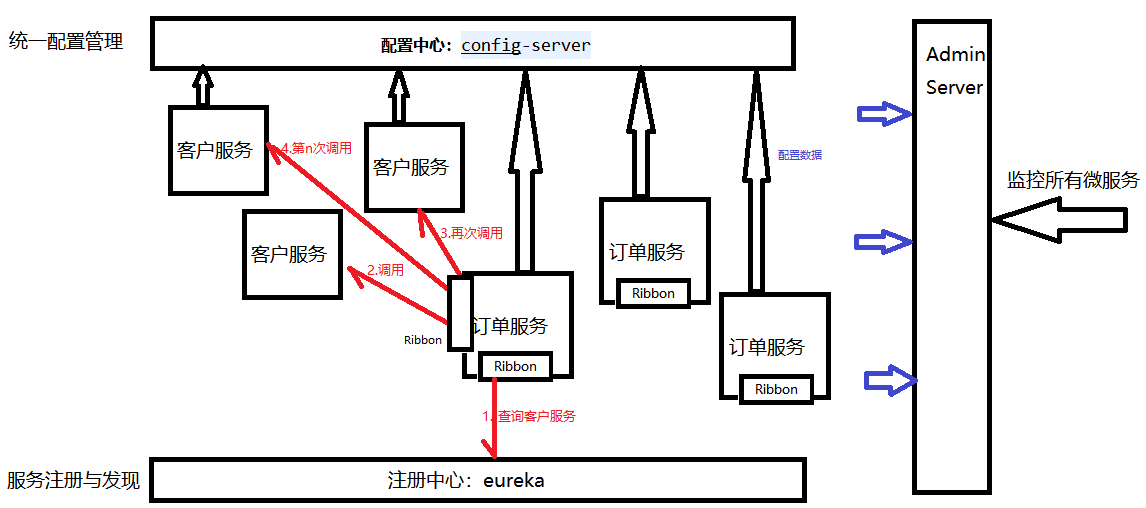 统一配置管理
配置中心：config-server
Admin
Server
客户服务
4.第n次调用
客户服务
配置数据
监控所有微服务
3.再次调用
客户服务
2.调用
订单服务
Ribbon
订单服务
Ribbon
Ribbon
订单服务
Ribbon
1.查询客户服务
服务注册与发现
注册中心：eureka